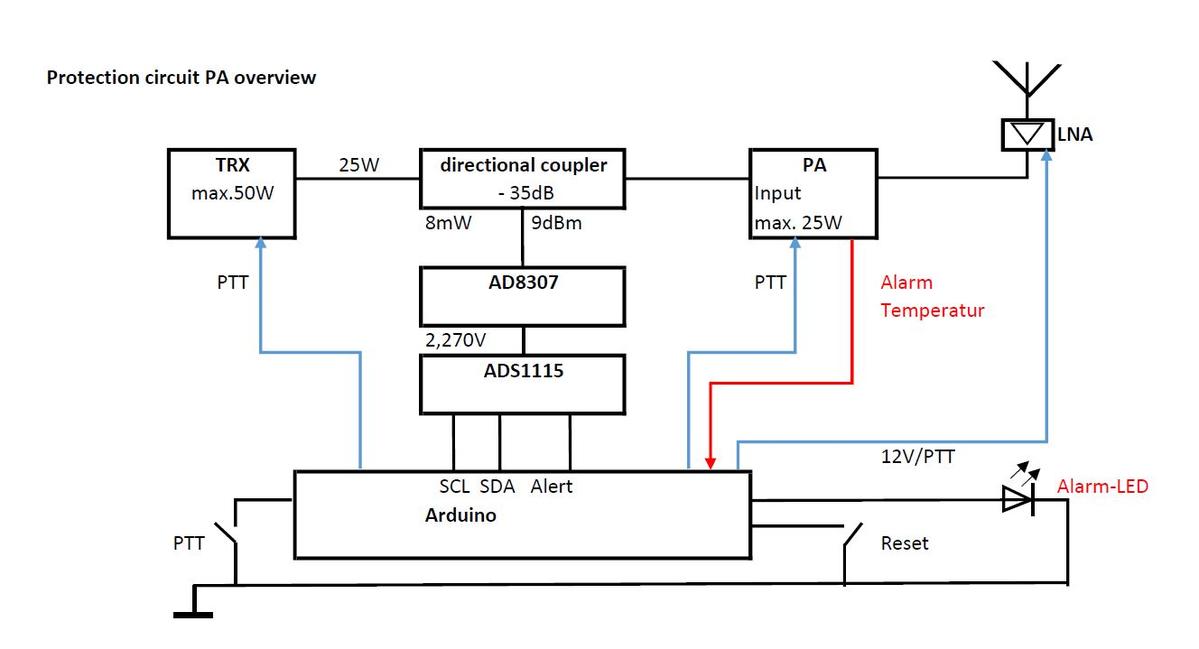 Protection circuit PA overview
LNA
TRX
max.50W
25W
directional coupler
- 35dB
PA
Input
max. 25W
8mW
9dBm
PTT
AD8307
PTT
Alarm
Temperatur
2,270V
ADS1115
12V/PTT
SCL SDA Alert
Arduino
Alarm-LED
PTT
Reset